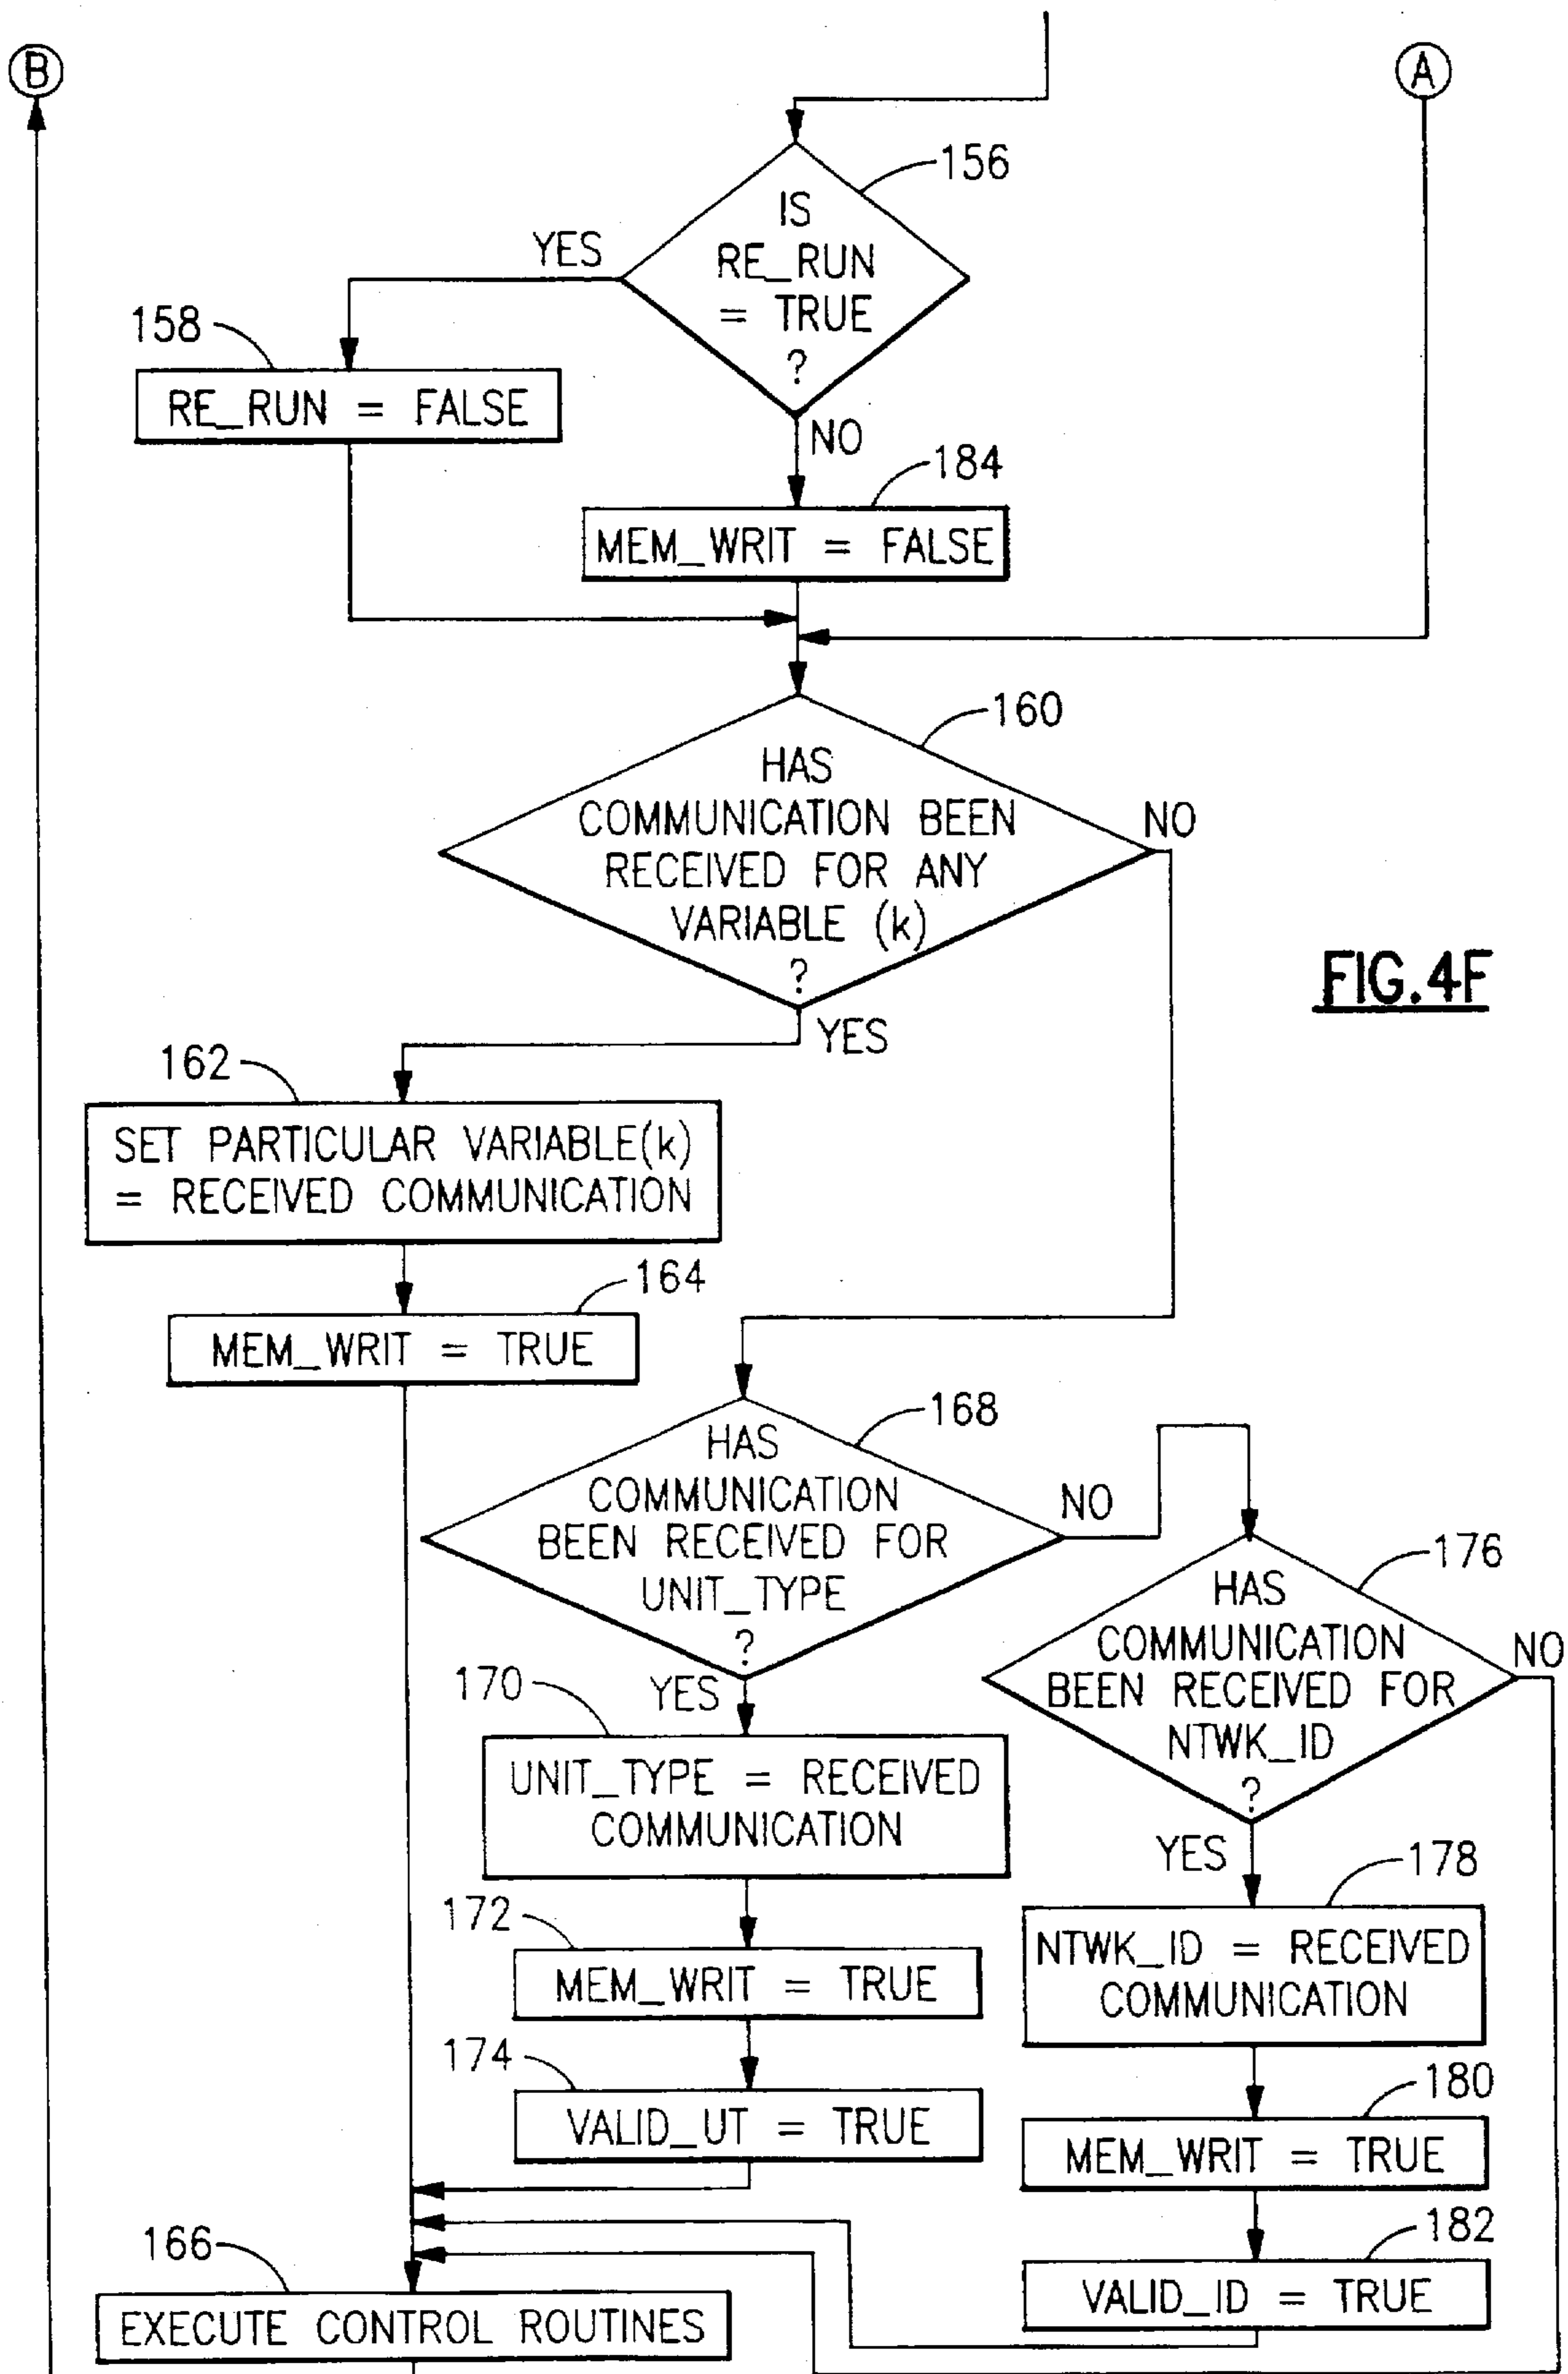 B
A
156
IS
RE_RUN
= TRUE
?
YES
158
RE_RUN = FALSE
NO
184
MEM_WRIT = FALSE
160
HAS
COMMUNICATION BEEN
RECEIVED FOR ANY
VARIABLE (k)
?
NO
YES
FIG.4F
162
SET PARTICULAR VARIABLE(k)
= RECEIVED COMMUNICATION
164
MEM_WRIT = TRUE
168
HAS
COMMUNICATION
BEEN RECEIVED FOR
UNIT_TYPE
?
NO
YES
176
HAS
COMMUNICATION
BEEN RECEIVED FOR
NTWK_ID
?
NO
YES
170
UNIT_TYPE = RECEIVED
COMMUNICATION
172
MEM_WRIT = TRUE
174
VALID_UT = TRUE
178
NTWK_ID = RECEIVED
COMMUNICATION
180
MEM_WRIT = TRUE
182
VALID_ID = TRUE
166
EXECUTE CONTROL ROUTINES